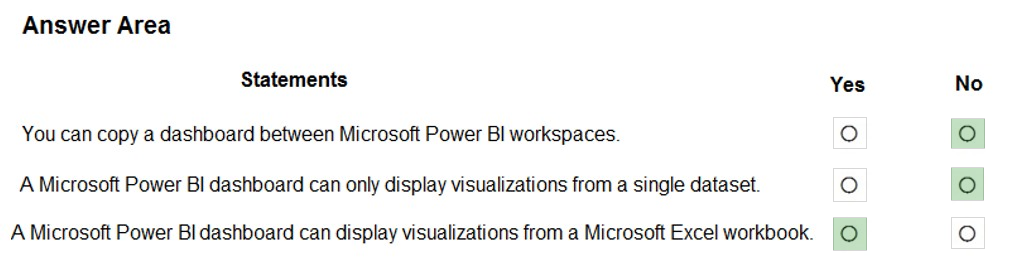 Answer Area
Statements Yes No
You can copy a dashboard between Microsoft Power BI workspaces.
A Microsoft Power BI dashboard can only display visualizations from a single dataset.
A Microsoft Power BI dashboard can display visualizations from a Microsoft Excel workbook.